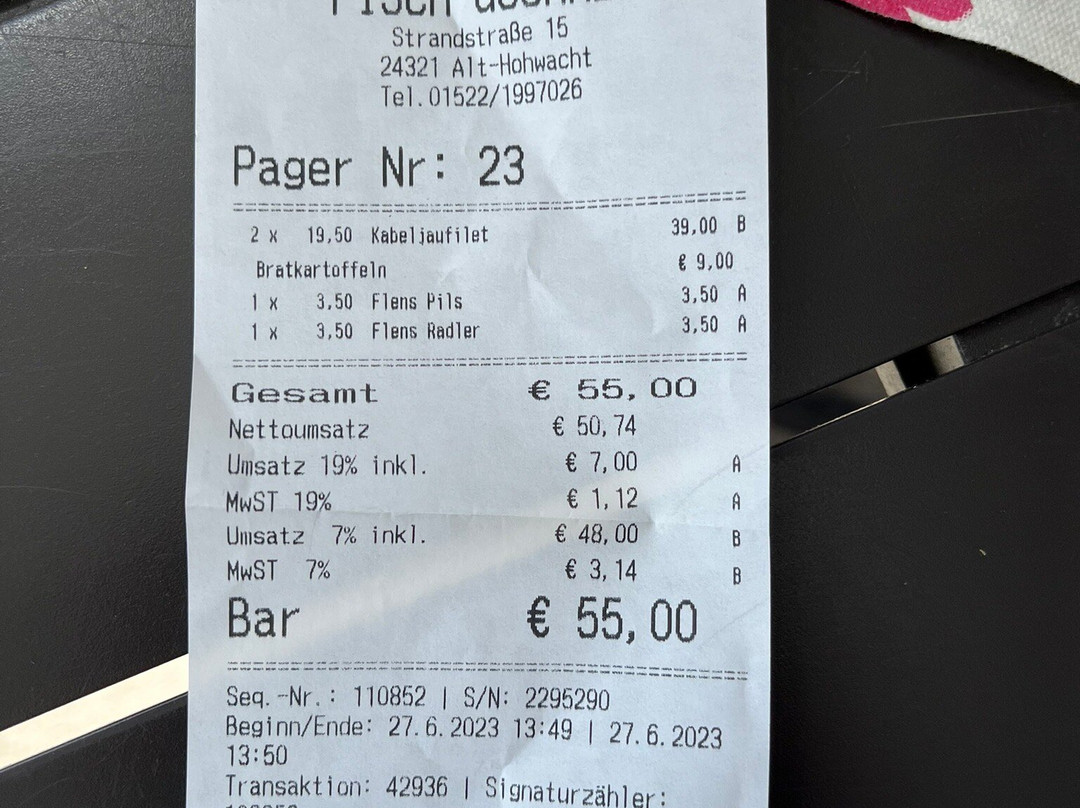 Strandstraße 15
24321 Alt-Hohwacht
Tel.01522/1997026
Pager Nr: 23
2 x 19,50 Kabeljaufilet 39,00 B
Bratkartoffeln € 9,00
1 x 3,50 Flens Pils 3,50 A
1 x 3,50 Flens Radler 3,50 A
Gesamt € 55,00
Nettoumsatz € 50,74
Umsatz 19% inkl. € 7,00 A
MwST 19% € 1,12 A
Umsatz 7% inkl. € 48,00 B
MwST 7% € 3,14 B
Bar € 55,00
Seq.-Nr.: 110852 | S/N: 2295290
Beginn/Ende: 27.6.2023 13:49 | 27.6.2023
13:50
Transaktion: 42936 | Signaturzähler: